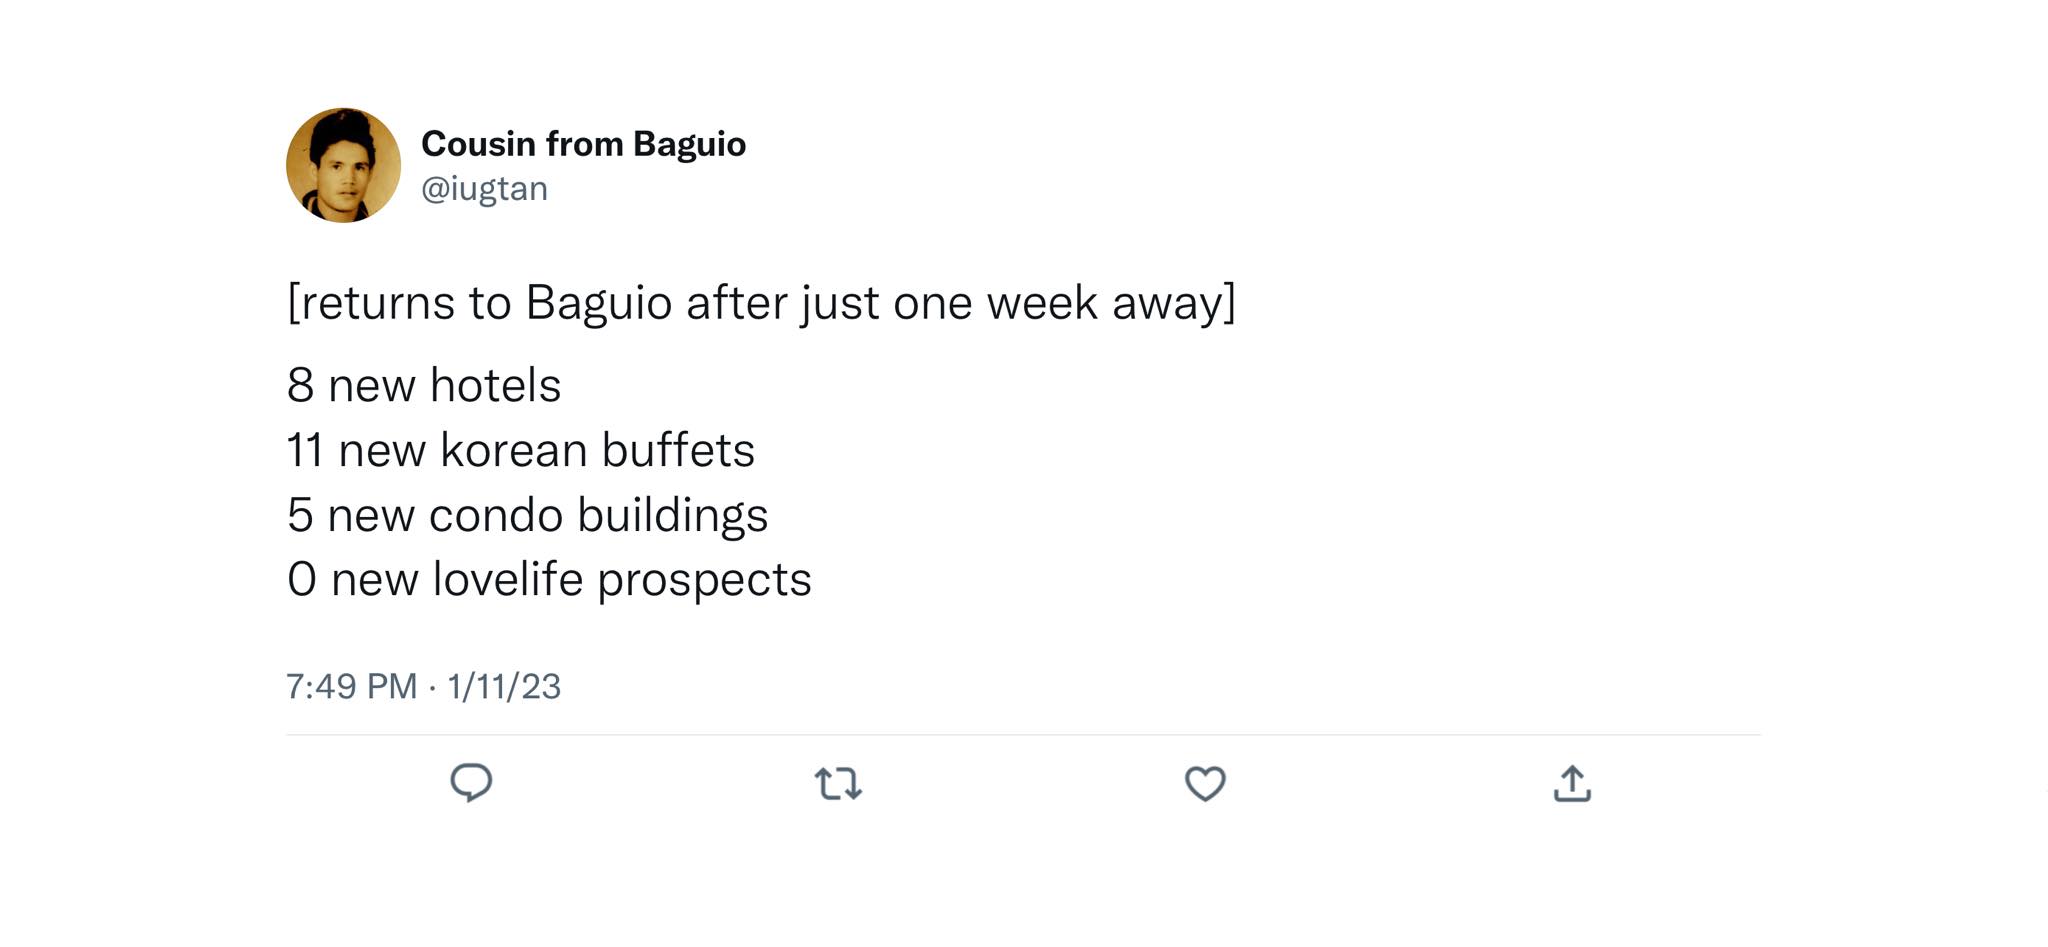 Cousin from Baguio
@iugtan
[returns to Baguio after just one week away]
8 new hotels
11 new korean buffets
5 new condo buildings
0 new lovelife prospects
7:49 PM · 1/11/23